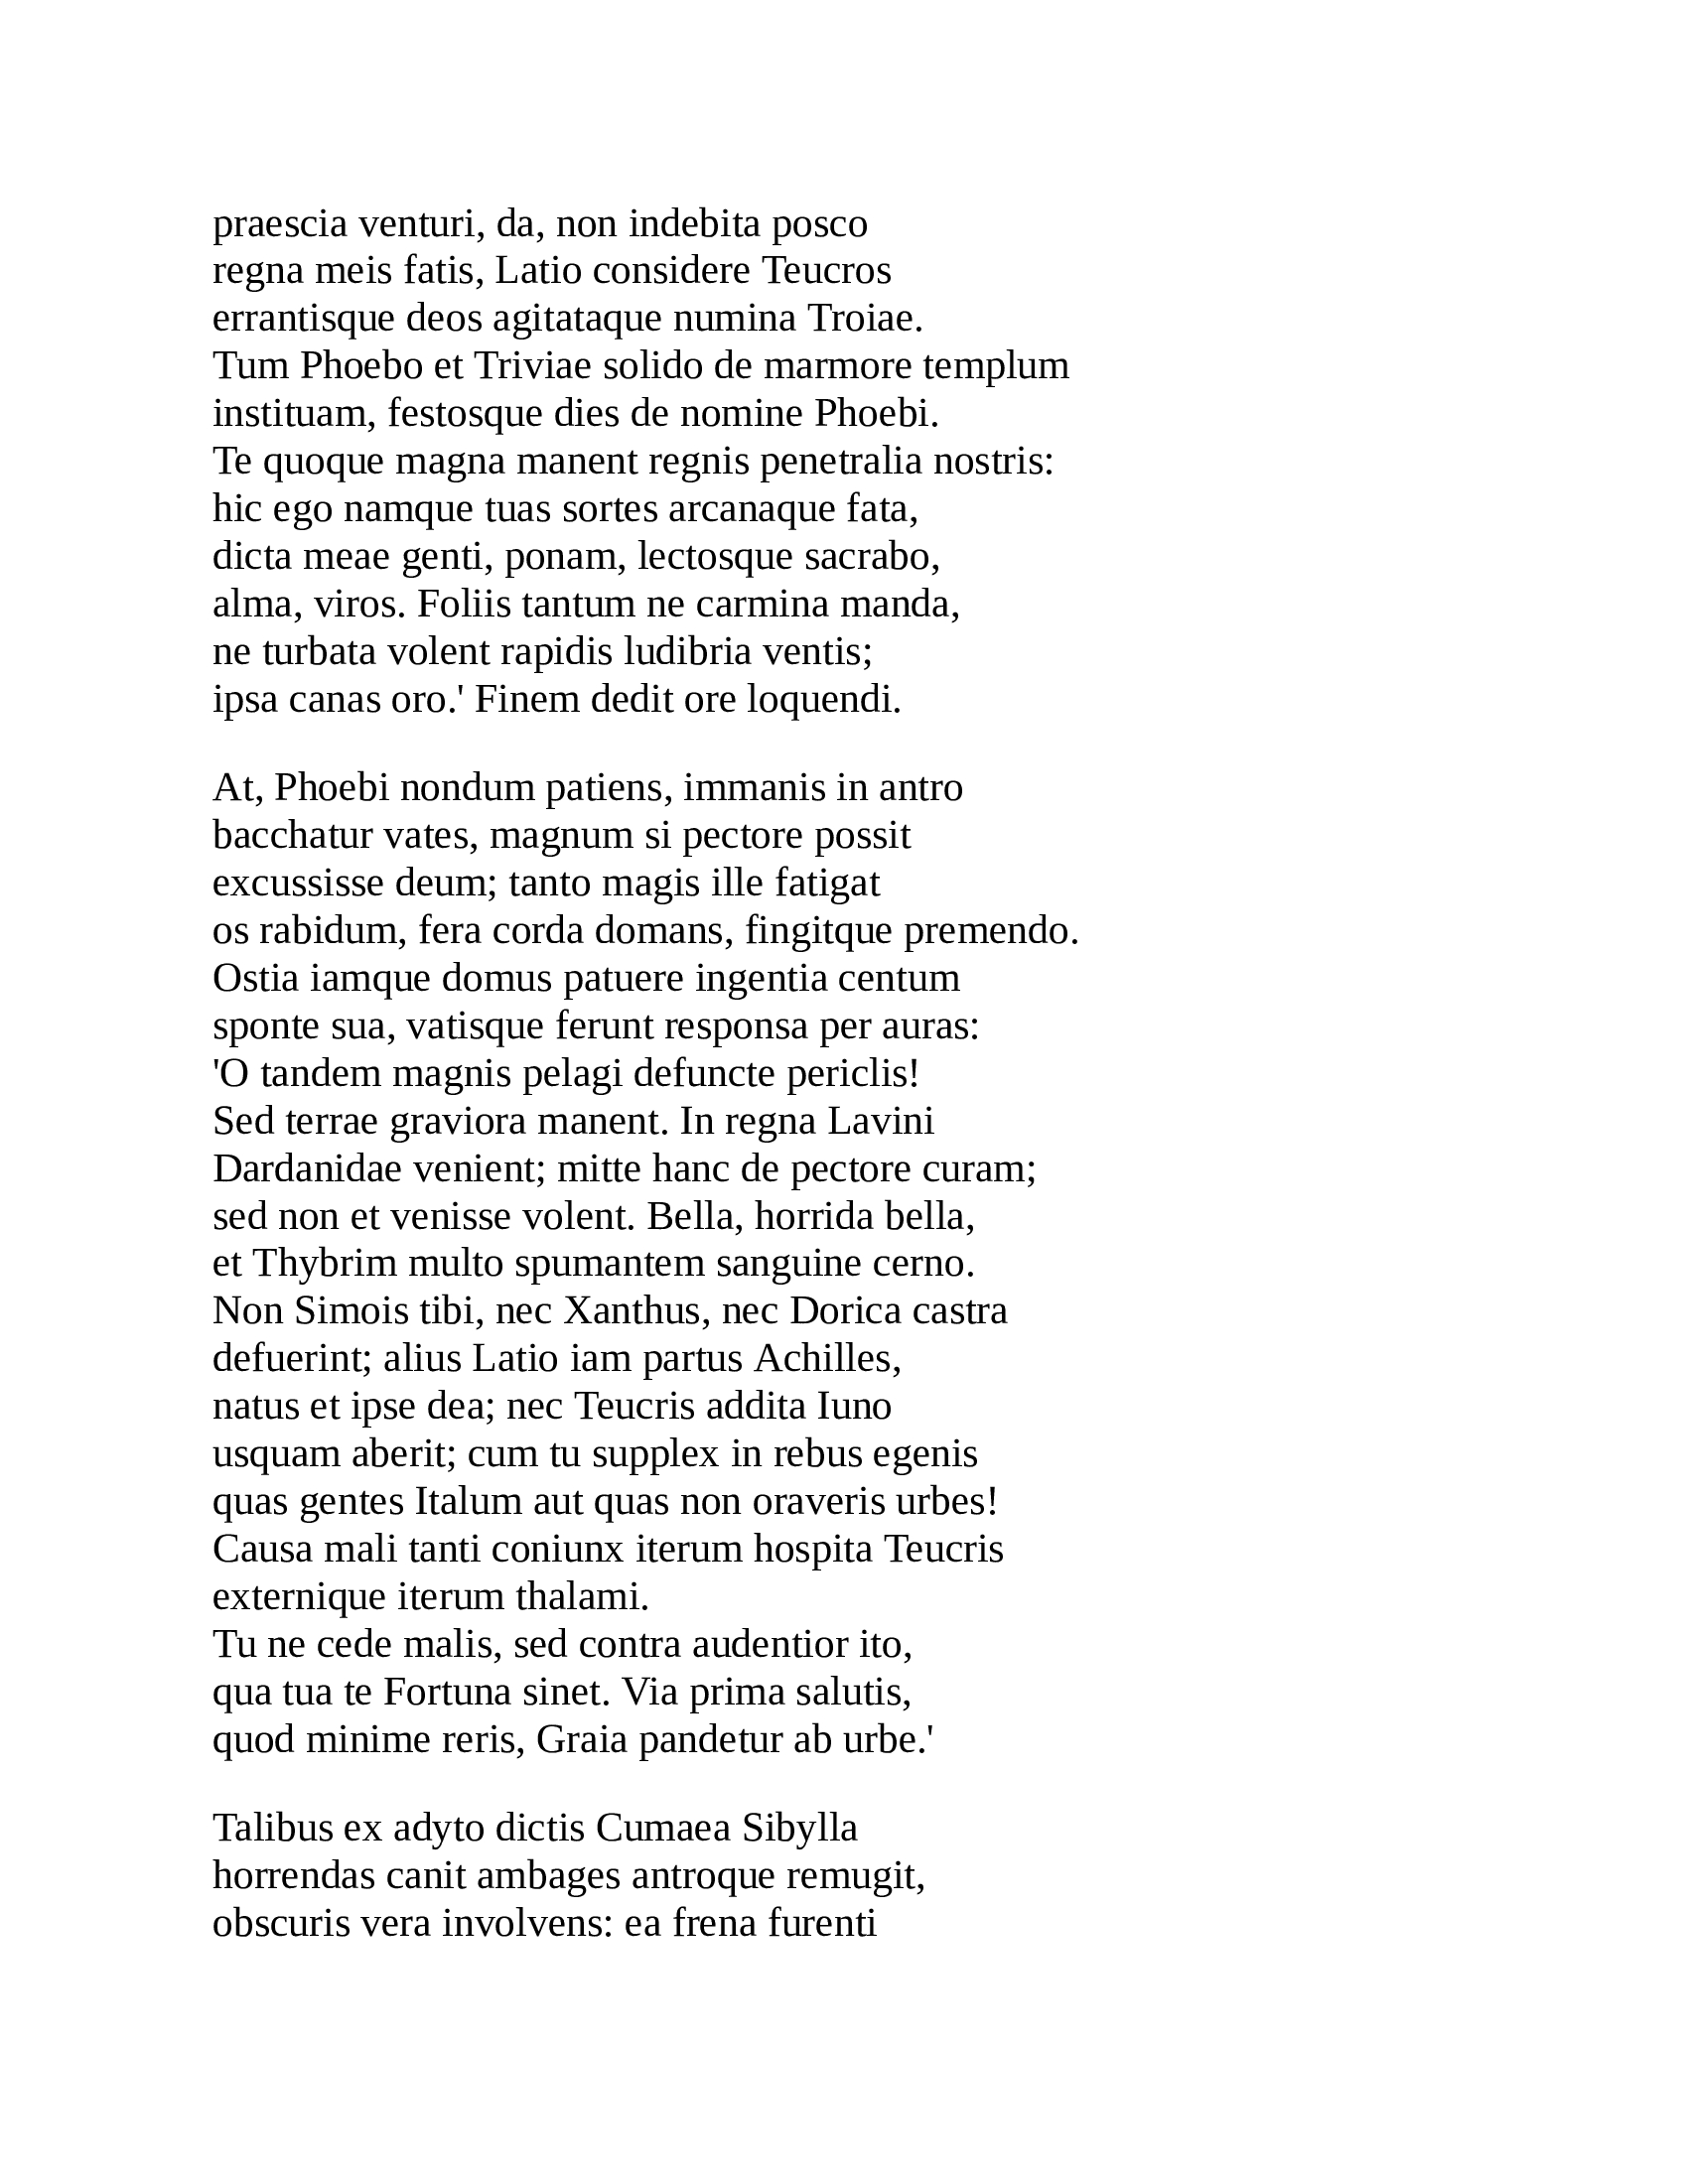 praescia venturi, da, non indebita posco
regna meis fatis, Latio considere Teucros
errantisque deos agitataque numina Troiae.
Tum Phoebo et Triviae solido de marmore templum
instituam, festosque dies de nomine Phoebi.
Te quoque magna manent regnis penetralia nostris:
hic ego namque tuas sortes arcanaque fata,
dicta meae genti, ponam, lectosque sacrabo,
alma, viros. Foliis tantum ne carmina manda,
ne turbata volent rapidis ludibria ventis;
ipsa canas oro.' Finem dedit ore loquendi.

At, Phoebi nondum patiens, immanis in antro
bacchatur vates, magnum si pectore possit
excussisse deum; tanto magis ille fatigat
os rabidum, fera corda domans, fingitque premendo.
Ostia iamque domus patuere ingentia centum
sponte sua, vatisque ferunt responsa per auras:
'O tandem magnis pelagi defuncte periclis!
Sed terrae graviora manent. In regna Lavini
Dardanidae venient; mitte hanc de pectore curam;
sed non et venisse volent. Bella, horrida bella,
et Thybrim multo spumantem sanguine cerno.
Non Simois tibi, nec Xanthus, nec Dorica castra
defuerint; alius Latio iam partus Achilles,
natus et ipse dea; nec Teucris addita Iuno
usquam aberit; cum tu supplex in rebus egenis
quas gentes Italum aut quas non oraveris urbes!
Causa mali tanti coniunx iterum hospita Teucris
externique iterum thalami.
Tu ne cede malis, sed contra audentior ito,
qua tua te Fortuna sinet. Via prima salutis,
quod minime reris, Graia pandetur ab urbe.'

Talibus ex adyto dictis Cumaea Sibylla
horrendas canit ambages antroque remugit,
obscuris vera involvens: ea frena furenti